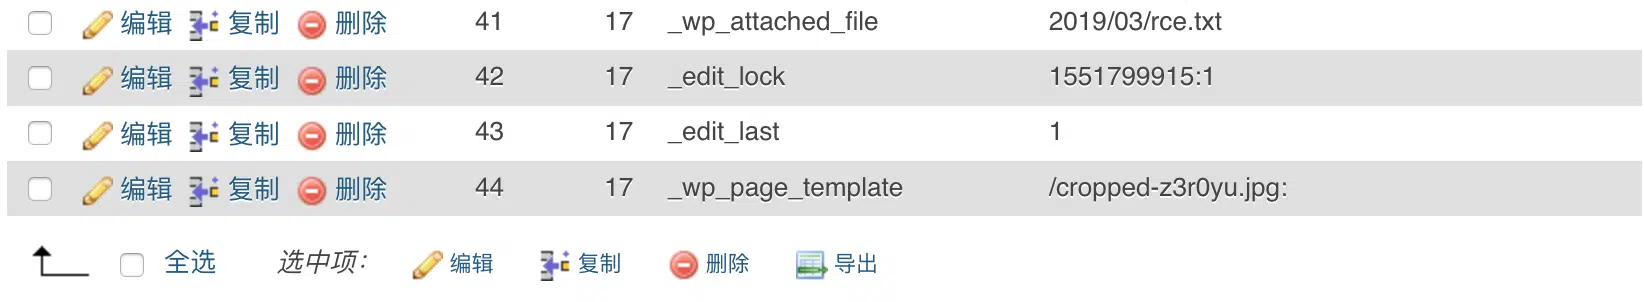 编辑 复制 删除 41 17 _wp_attached_file 2019/03/rce.txt
编辑 复制 删除 42 17 _edit_lock 1551799915:1
编辑 复制 删除 43 17 _edit_last 1
编辑 复制 删除 44 17 _wp_page_template /cropped-z3r0yu.jpg:
全选 选中项： 编辑 复制 删除 导出